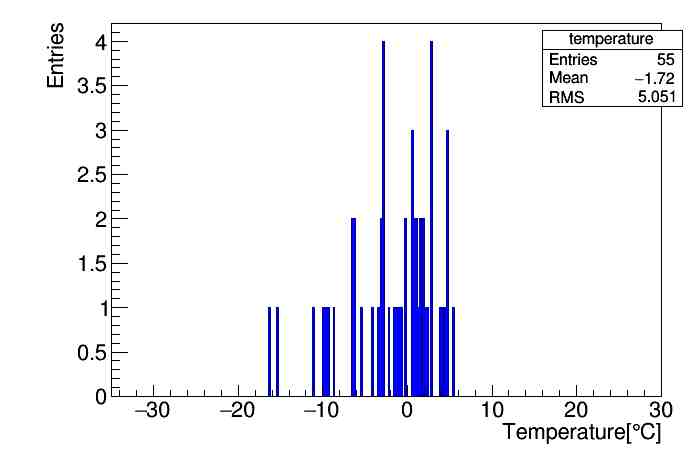 Entries
4
3.5
3
2.5
2
1.5
1
0.5
0
−30 −20 −10 0 10 20 30
Temperature[°C]
temperature
Entries 55
Mean −1.72
RMS 5.051